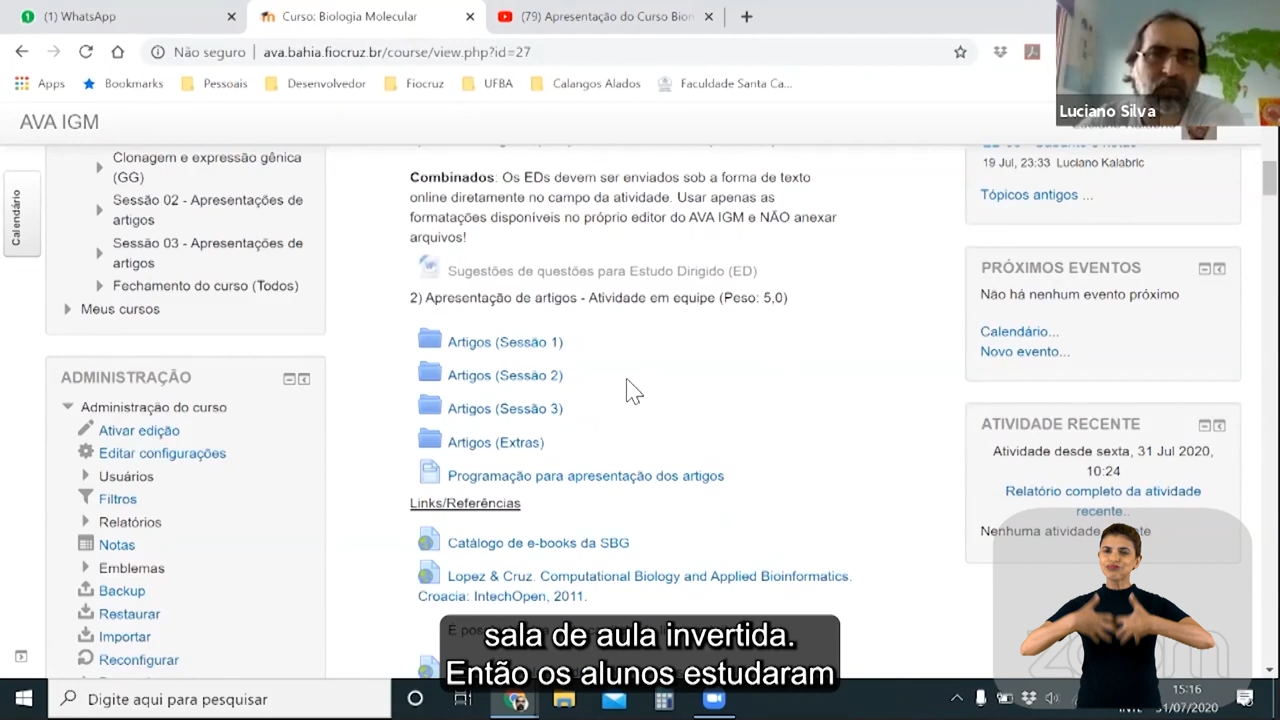 (1) WhatsApp
Curso: Biologia Molecular
(79) Apresentação do Curso Bion
Não seguro
ava.bahia.fiocruz.br/course/view.php?id=27
Apps
Bookmarks
Pessoais
Desenvolvedor
Fiocruz
UFBA
Calangos Alados
Faculdade Santa Ca...
Luciano Silva
AVA IGM
Calendário
Clonagem e expressão gênica
(GG)
Sessão 02 - Apresentações de
artigos
Sessão 03 - Apresentações de
artigos
Fechamento do curso (Todos)
Meus cursos
ADMINISTRAÇÃO
Administração do curso
Ativar edição
Editar configurações
Usuários
Filtros
Relatórios
Notas
Emblemas
Backup
Restaurar
Importar
Reconfigurar
Combinados: Os EDs devem ser enviados sob a forma de texto
online diretamente no campo da atividade. Usar apenas as
formatações disponíveis no próprio editor do AVA IGM e NÃO anexar
arquivos!
Sugestões de questões para Estudo Dirigido (ED)
2) Apresentação de artigos - Atividade em equipe (Peso: 5,0)
Artigos (Sessão 1)
Artigos (Sessão 2)
Artigos (Sessão 3)
Artigos (Extras)
Programação para apresentação dos artigos
Links/Referências
Catálogo de e-books da SBG
Lopez & Cruz. Computational Biology and Applied Bioinformatics.
Croacia: IntechOpen, 2011.
19 Jul, 23:33 Luciano Kalabric
Tópicos antigos ...
PRÓXIMOS EVENTOS
Não há nenhum evento próximo
Calendário...
Novo evento...
ATIVIDADE RECENTE
Atividade desde sexta, 31 Jul 2020,
10:24
Relatório completo da atividade
recente..
Nenhuma atividade
zoom
sala de aula invertida.
Então os alunos estudaram
Digite aqui para pesquisar
15:16
31/07/2020